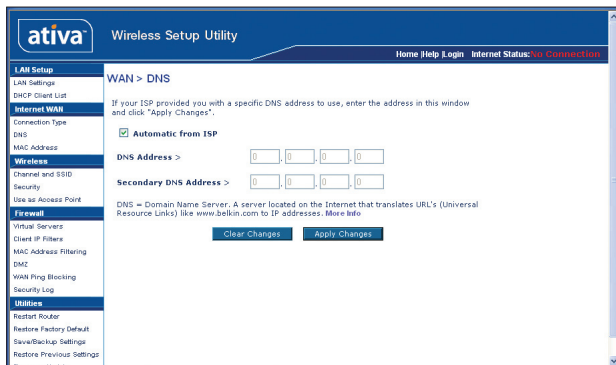 ativa™
Wireless Setup Utility
Home |Help |Login Internet Status:No Connection
LAN Setup
LAN Settings
DHCP Client List
Internet WAN
Connection Type
DNS
MAC Address
Wireless
Channel and SSID
Security
Use as Access Point
Firewall
Virtual Servers
Client IP Filters
MAC Address Filtering
DMZ
WAN Ping Blocking
Security Log
Utilities
Restart Router
Restore Factory Default
Save/Backup Settings
Restore Previous Settings
WAN > DNS
If your ISP provided you with a specific DNS address to use, enter the address in this window
and click "Apply Changes".
Automatic from ISP
DNS Address > 0 . 0 . 0 . 0
Secondary DNS Address > 0 . 0 . 0 . 0
DNS = Domain Name Server. A server located on the Internet that translates URL's (Universal
Resource Links) like www.belkin.com to IP addresses. More Info
Clear Changes Apply Changes